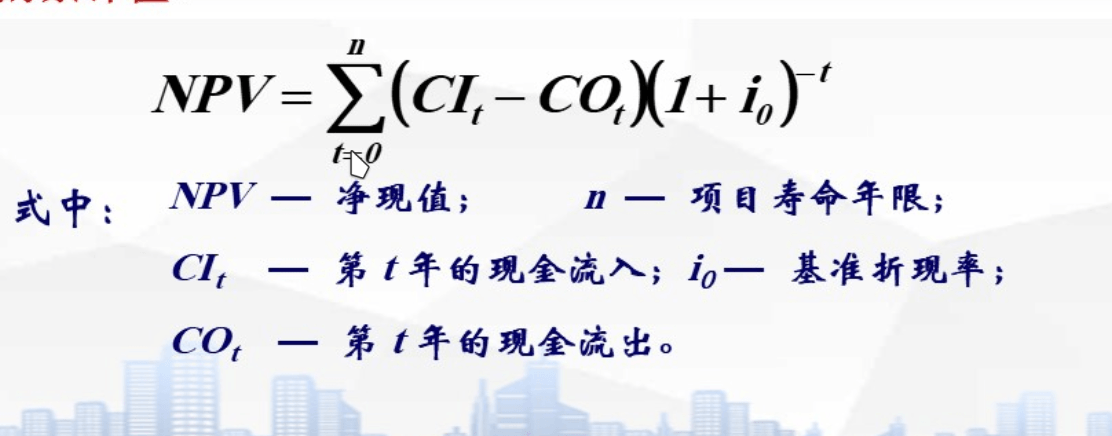 NPV = ∑_{t=0}^{n} (CI_t − CO_t)(1 + i_0)^{−t}
式中： NPV — 净现值； n — 项目寿命年限；
CI_t — 第 t 年的现金流入；i_0 — 基准折现率；
CO_t — 第 t 年的现金流出。